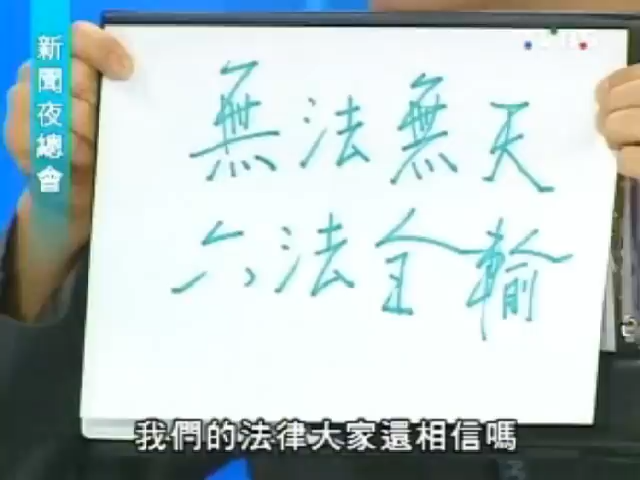 新聞夜總會
無法無天
六法全輸
我們的法律大家還相信嗎